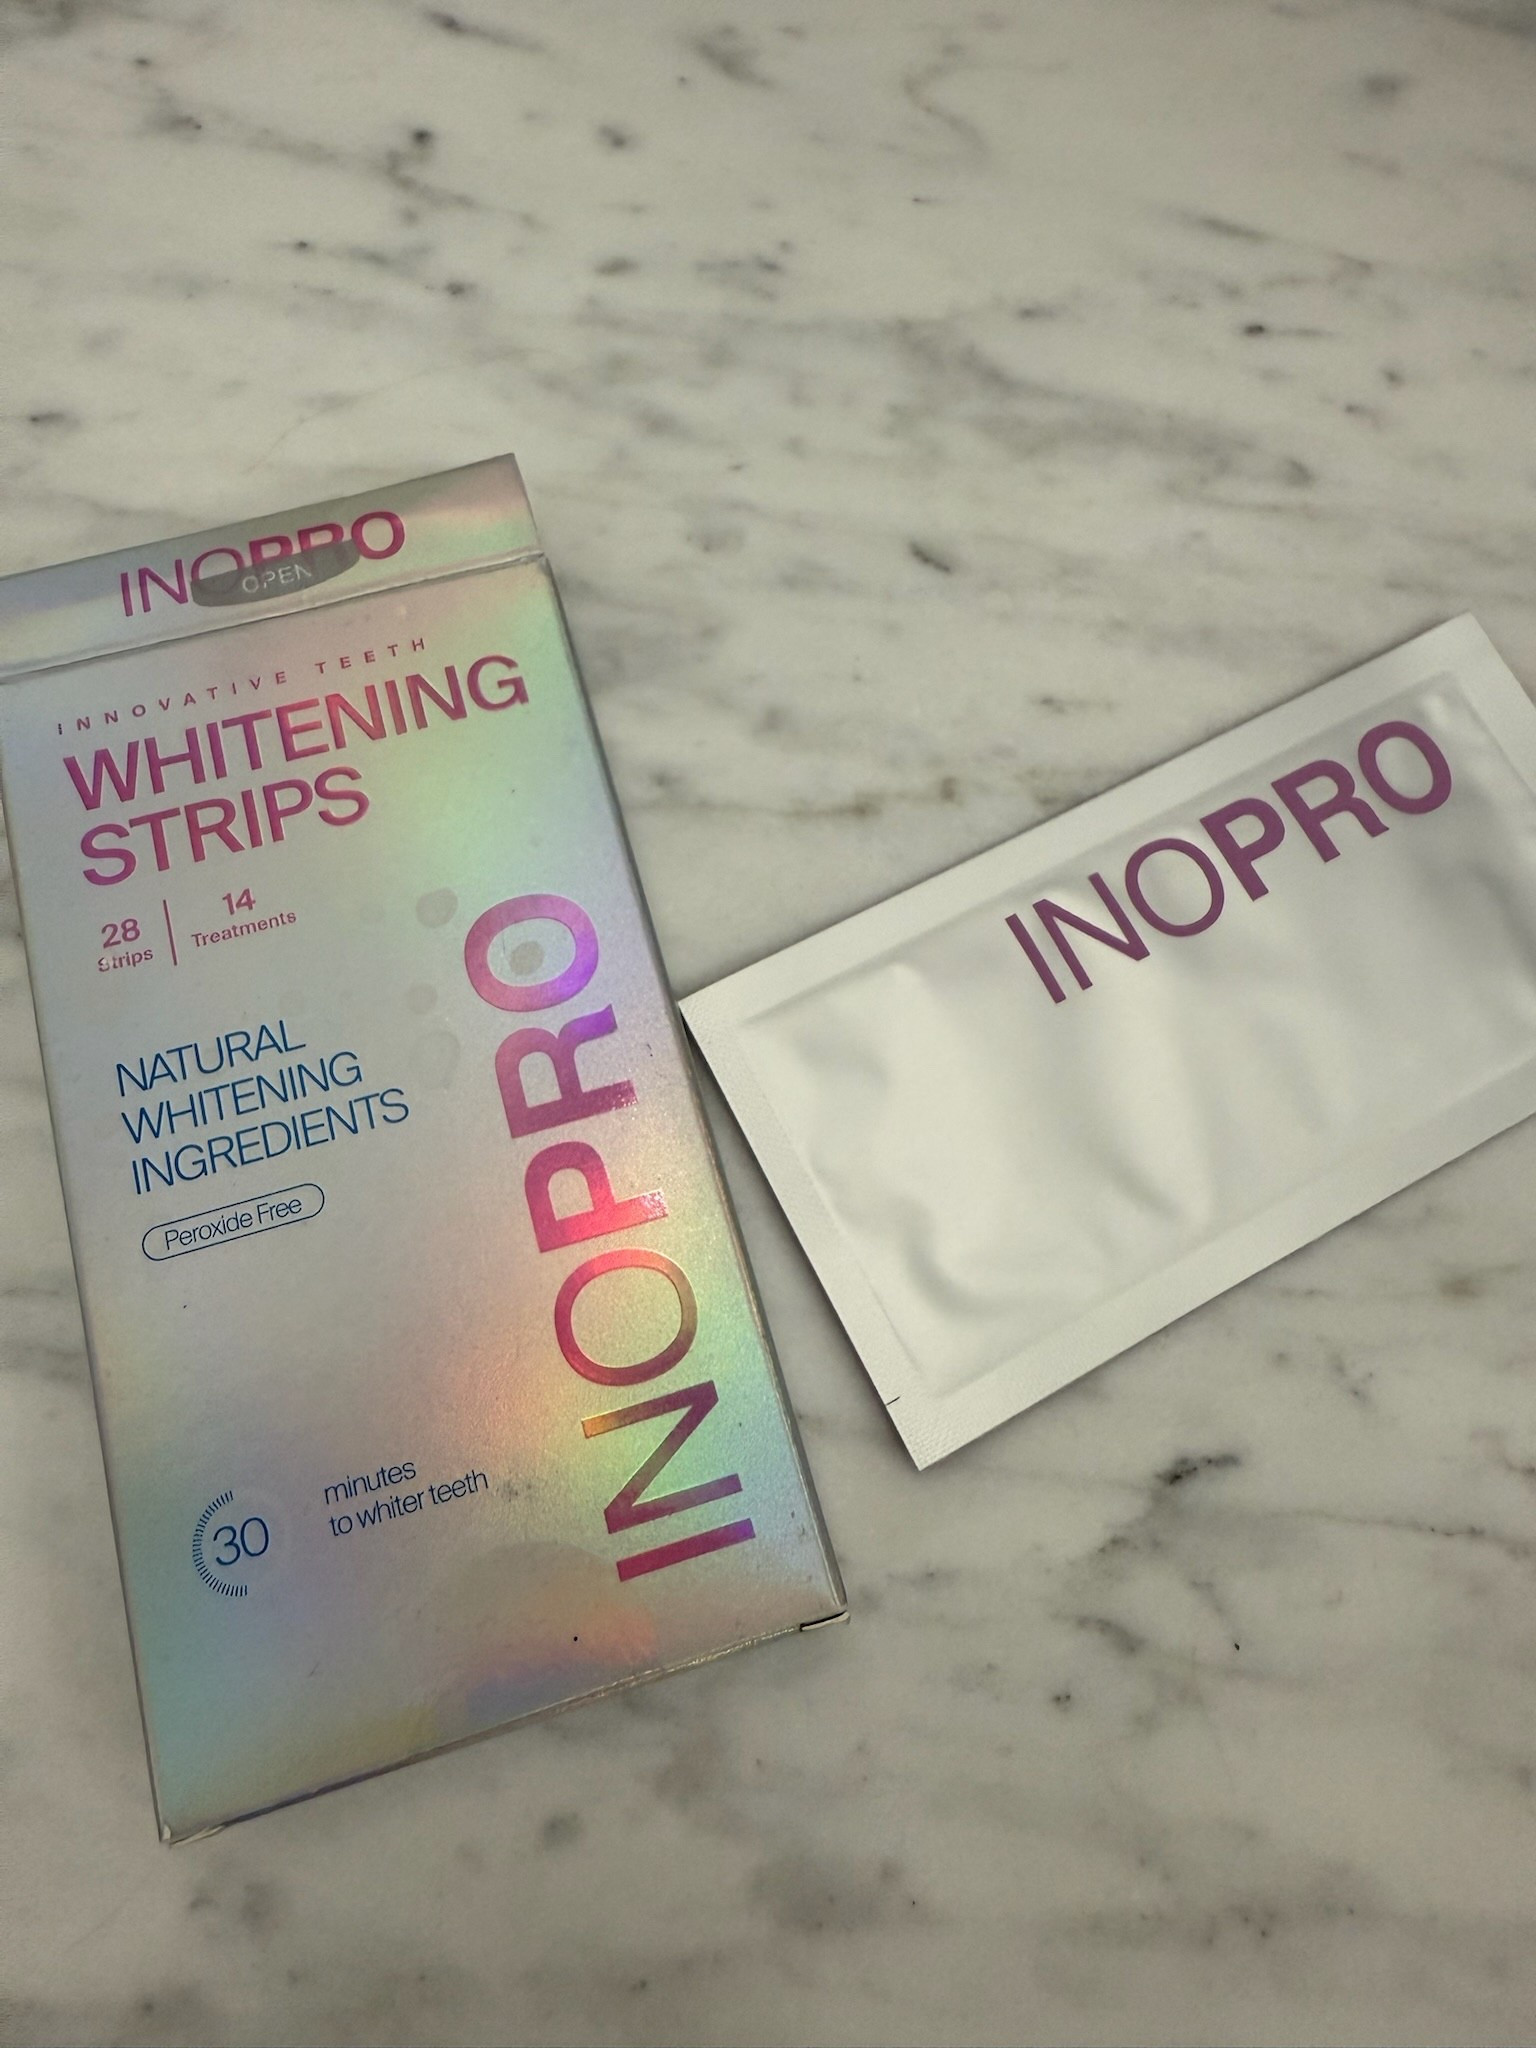 INOPRO
OPEN
INNOVATIVE TEETH
WHITENING
STRIPS
28
Strips
14
Treatments
NATURAL
WHITENING
INGREDIENTS
Peroxide Free
30
minutes
to whiter teeth
INOPRO
INOPRO